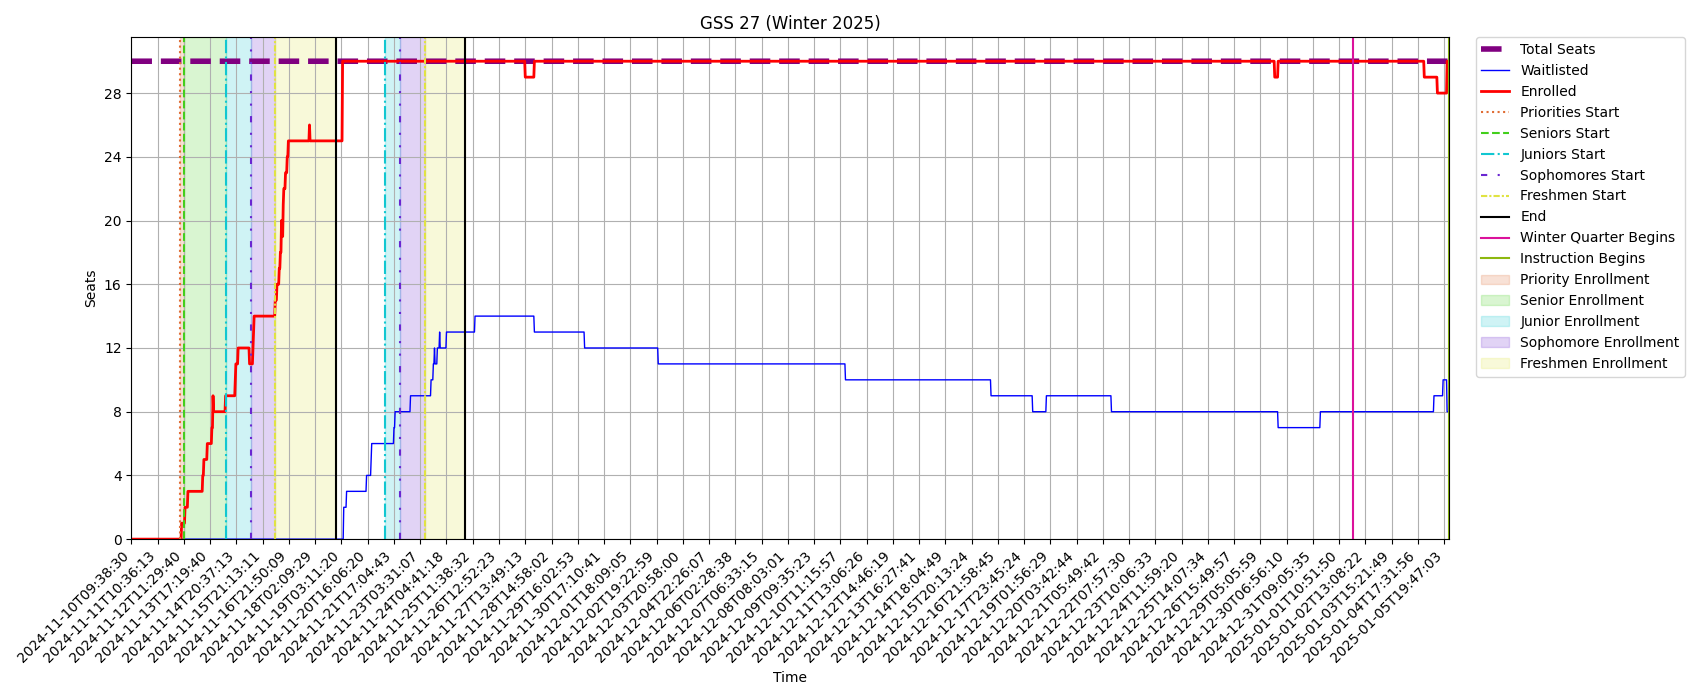 GSS 27 (Winter 2025)
Total Seats
Waitlisted
Enrolled
Priorities Start
Seniors Start
Juniors Start
Sophomores Start
Freshmen Start
End
Winter Quarter Begins
Instruction Begins
Priority Enrollment
Senior Enrollment
Junior Enrollment
Sophomore Enrollment
Freshmen Enrollment
Seats
28
24
20
16
12
8
4
0
2024-11-10T09:38:30
2024-11-11T10:36:13
2024-11-12T11:29:40
2024-11-13T17:19:40
2024-11-14T20:37:13
2024-11-15T21:13:11
2024-11-16T21:50:09
2024-11-18T02:09:29
2024-11-19T03:11:20
2024-11-20T16:06:20
2024-11-21T17:04:43
2024-11-23T03:31:07
2024-11-24T04:41:18
2024-11-25T11:38:32
2024-11-26T12:52:23
2024-11-27T13:49:13
2024-11-28T14:58:02
2024-11-29T16:02:53
2024-11-30T17:10:41
2024-12-01T18:09:05
2024-12-02T19:22:59
2024-12-03T20:58:00
2024-12-04T22:26:07
2024-12-06T02:28:38
2024-12-07T06:33:15
2024-12-08T08:03:01
2024-12-09T09:35:23
2024-12-10T11:15:57
2024-12-11T13:06:26
2024-12-12T14:46:19
2024-12-13T16:27:41
2024-12-14T18:04:49
2024-12-15T20:13:24
2024-12-16T21:58:45
2024-12-17T23:45:24
2024-12-19T01:56:29
2024-12-20T03:42:44
2024-12-21T05:49:42
2024-12-22T07:57:30
2024-12-23T10:06:33
2024-12-24T11:59:20
2024-12-25T14:07:34
2024-12-26T15:49:57
2024-12-29T05:05:59
2024-12-30T06:56:10
2024-12-31T09:05:35
2025-01-01T10:51:50
2025-01-02T13:08:22
2025-01-03T15:21:49
2025-01-04T17:31:56
2025-01-05T19:47:03
Time